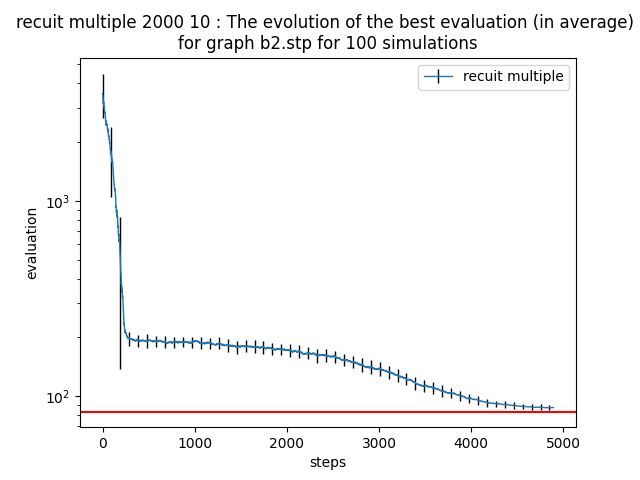 recuit multiple 2000 10 : The evolution of the best evaluation (in average)
for graph b2.stp for 100 simulations
recuit multiple
10^3
10^2
evaluation
0 1000 2000 3000 4000 5000
steps